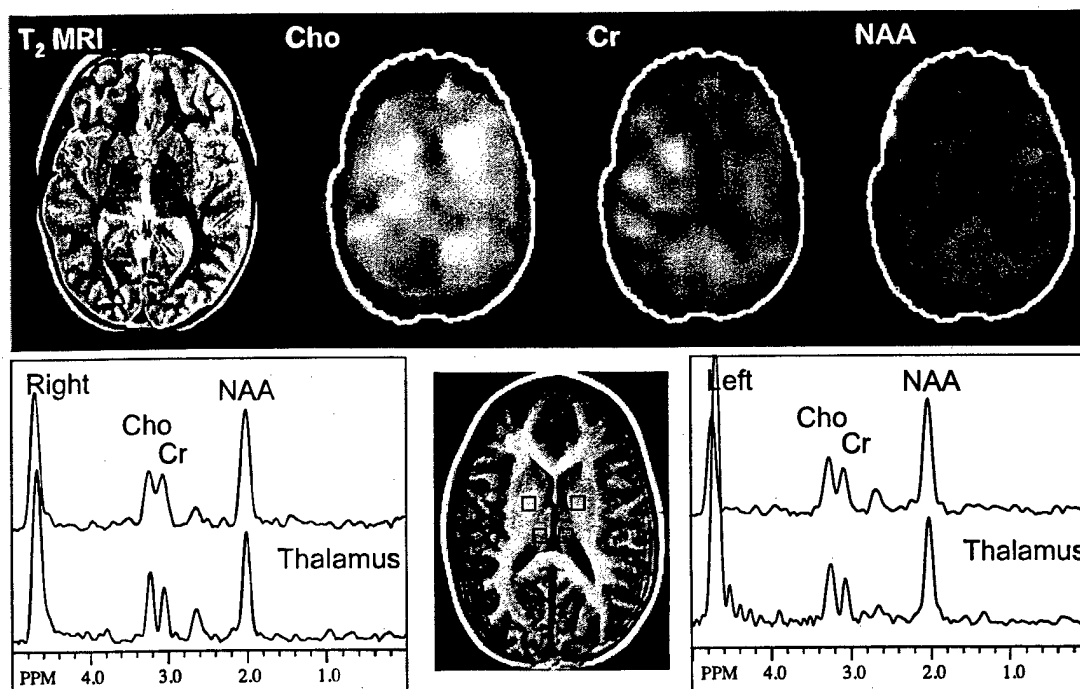 T2 MRI
Cho
Cr
NAA
Right
NAA
Cho
Cr
Thalamus
PPM 4.0 3.0 2.0 1.0
Left
NAA
Cho
Cr
Thalamus
PPM 4.0 3.0 2.0 1.0